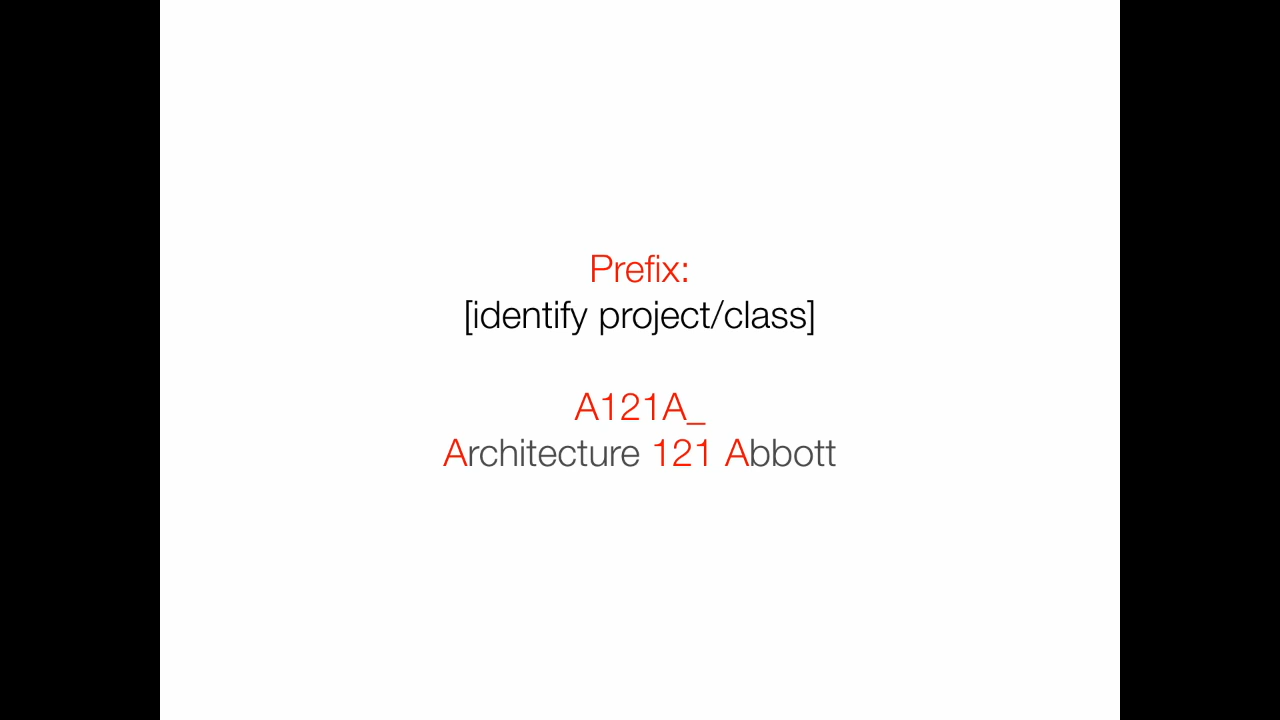 Prefix:
[identify project/class]
A121A_
Architecture 121 Abbott